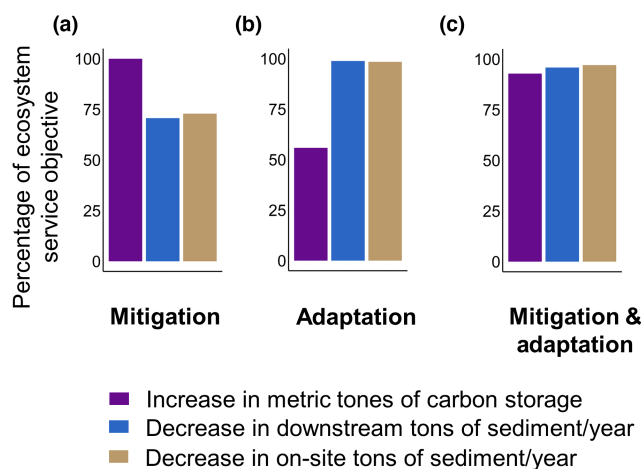 (a)
(b)
(c)
Percentage of ecosystem
service objective
100
75
50
25
0
100
75
50
25
0
100
75
50
25
0
Mitigation
Adaptation
Mitigation &
adaptation
Increase in metric tones of carbon storage
Decrease in downstream tons of sediment/year
Decrease in on-site tons of sediment/year